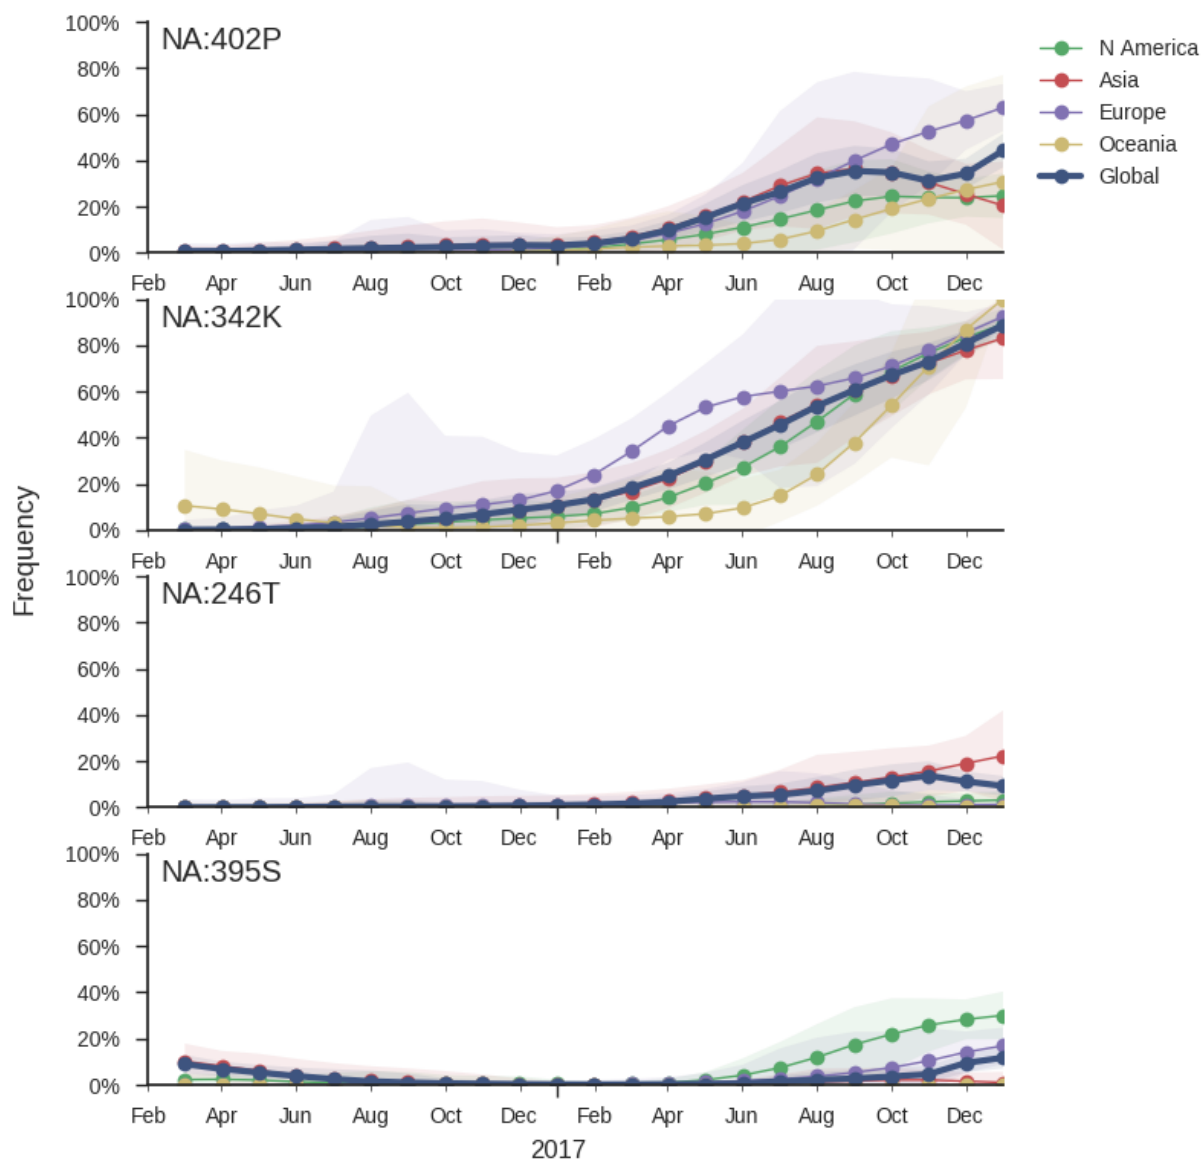 NA:402P
100%
80%
60%
40%
20%
0%
Feb Apr Jun Aug Oct Dec Feb Apr Jun Aug Oct Dec
N America
Asia
Europe
Oceania
Global
NA:342K
100%
80%
60%
40%
20%
0%
Feb Apr Jun Aug Oct Dec Feb Apr Jun Aug Oct Dec
Frequency
NA:246T
100%
80%
60%
40%
20%
0%
Feb Apr Jun Aug Oct Dec Feb Apr Jun Aug Oct Dec
NA:395S
100%
80%
60%
40%
20%
0%
Feb Apr Jun Aug Oct Dec Feb Apr Jun Aug Oct Dec
2017